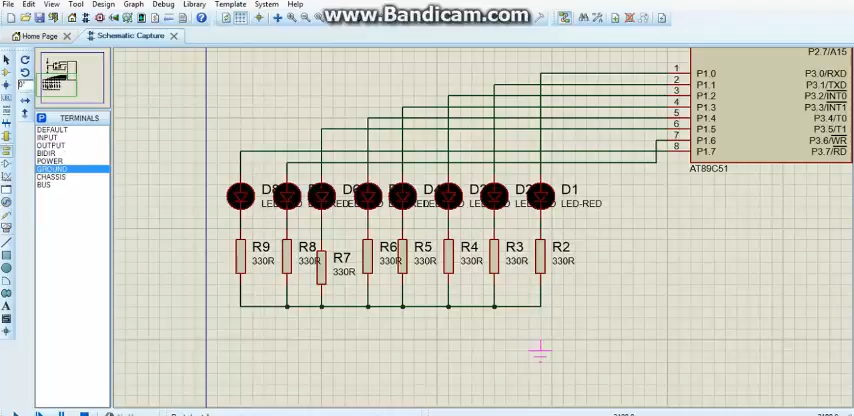 File Edit View Tool Design Graph Debug Library Template System Help
www.Bandicam.com
Home Page Schematic Capture
P TERMINALS
DEFAULT
INPUT
OUTPUT
BIDIR
POWER
GROUND
CHASSIS
BUS
P2.7/A15
1 P1.0 P3.0/RXD
2 P1.1 P3.1/TXD
3 P1.2 P3.2/INT0
4 P1.3 P3.3/INT1
5 P1.4 P3.4/T0
6 P1.5 P3.5/T1
7 P1.6 P3.6/WR
8 P1.7 P3.7/RD
AT89C51
D1
LED-RED
R9 R8 R7 R6 R5 R4 R3 R2
330R 330R 330R 330R 330R 330R 330R 330R